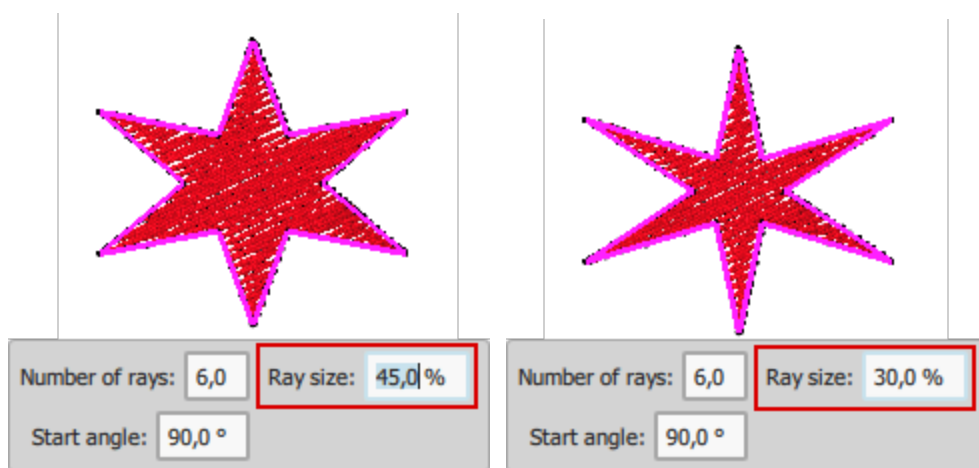 Number of rays: 6,0 Ray size: 45,0 %
Start angle: 90,0 °
Number of rays: 6,0 Ray size: 30,0 %
Start angle: 90,0 °